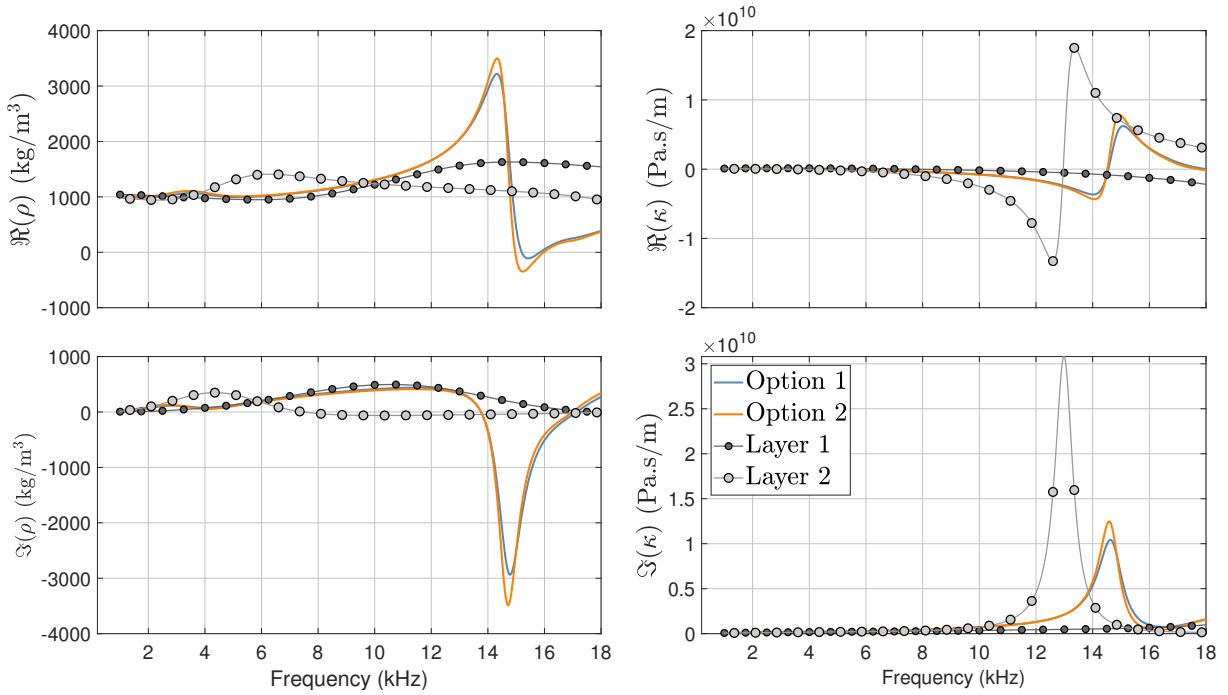 4000
3000
2000
1000
0
-1000
ℜ(ρ) (kg/m³)
×10¹⁰
2
1
0
-1
-2
ℜ(κ) (Pa.s/m)
1000
0
-1000
-2000
-3000
-4000
ℑ(ρ) (kg/m³)
2 4 6 8 10 12 14 16 18
Frequency (kHz)
×10¹⁰
3
2.5
2
1.5
1
0.5
0
ℑ(κ) (Pa.s/m)
Option 1
Option 2
Layer 1
Layer 2
2 4 6 8 10 12 14 16 18
Frequency (kHz)